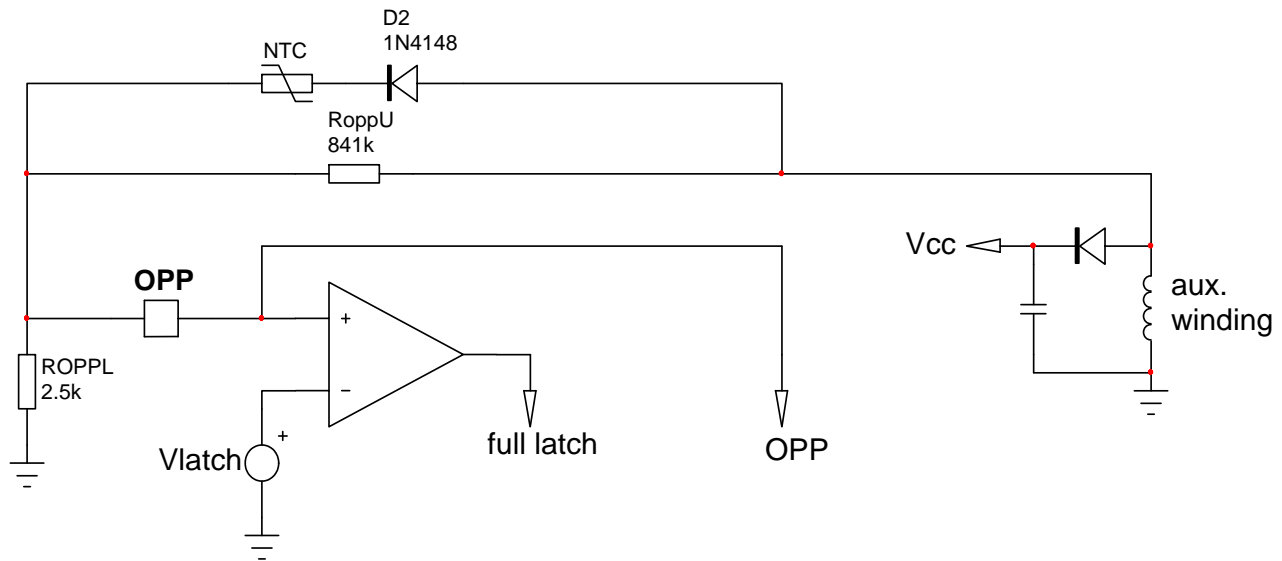 D2
1N4148
NTC
RoppU
841k
Vcc
OPP
aux.
winding
+
ROPPL
2.5k
−
+
Vlatch
full latch
OPP